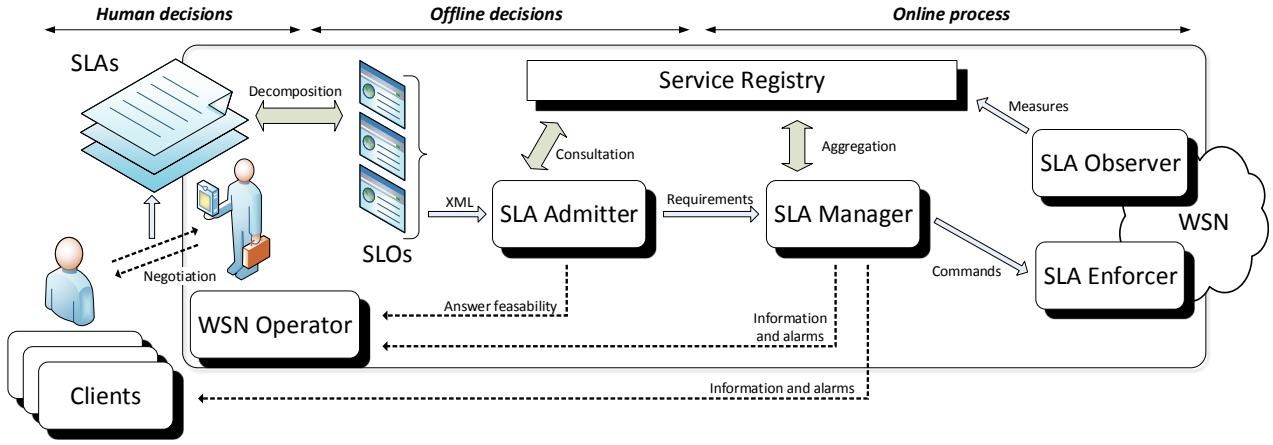 Human decisions
Offline decisions
Online process
SLAs
Decomposition
Service Registry
Measures
Consultation
Aggregation
SLA Observer
XML
SLA Admitter
Requirements
SLA Manager
WSN
SLOs
Negotiation
Commands
SLA Enforcer
Answer feasability
WSN Operator
Information
and alarms
Clients
Information and alarms